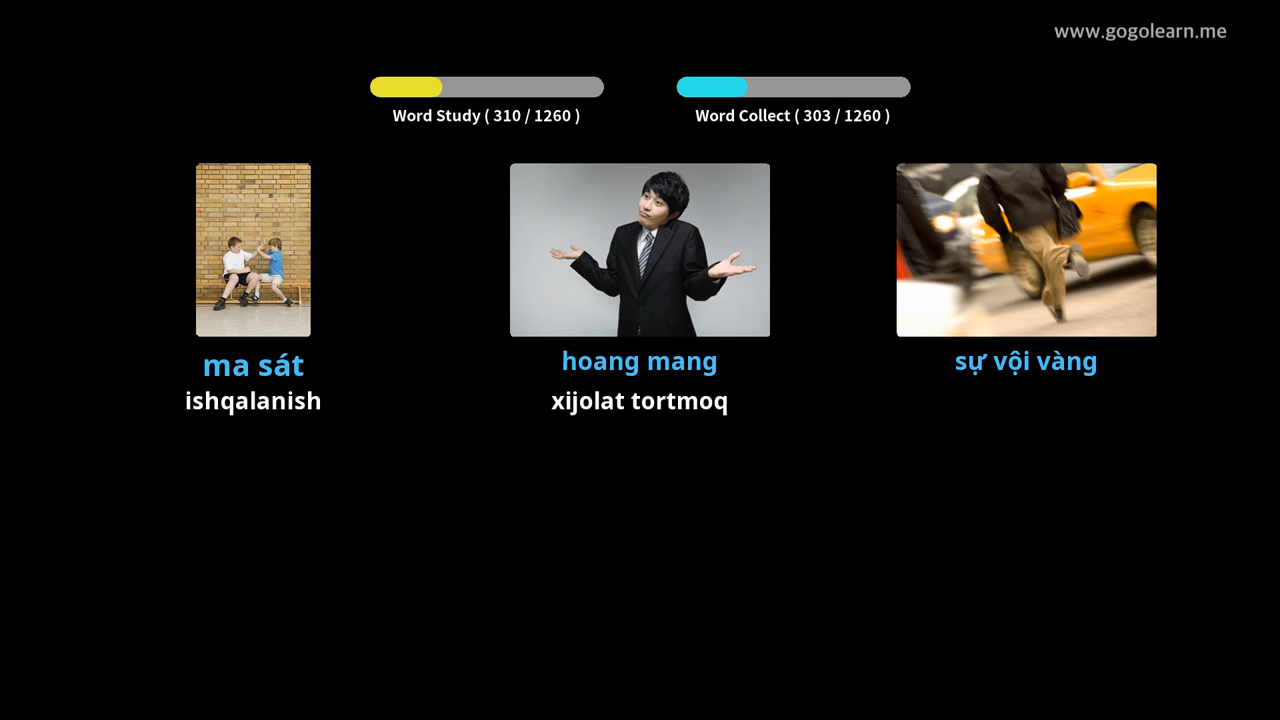 www.gogolearn.me
Word Study ( 310 / 1260 )
Word Collect ( 303 / 1260 )
ma sát
ishqalanish
hoang mang
xijolat tortmoq
sự vội vàng